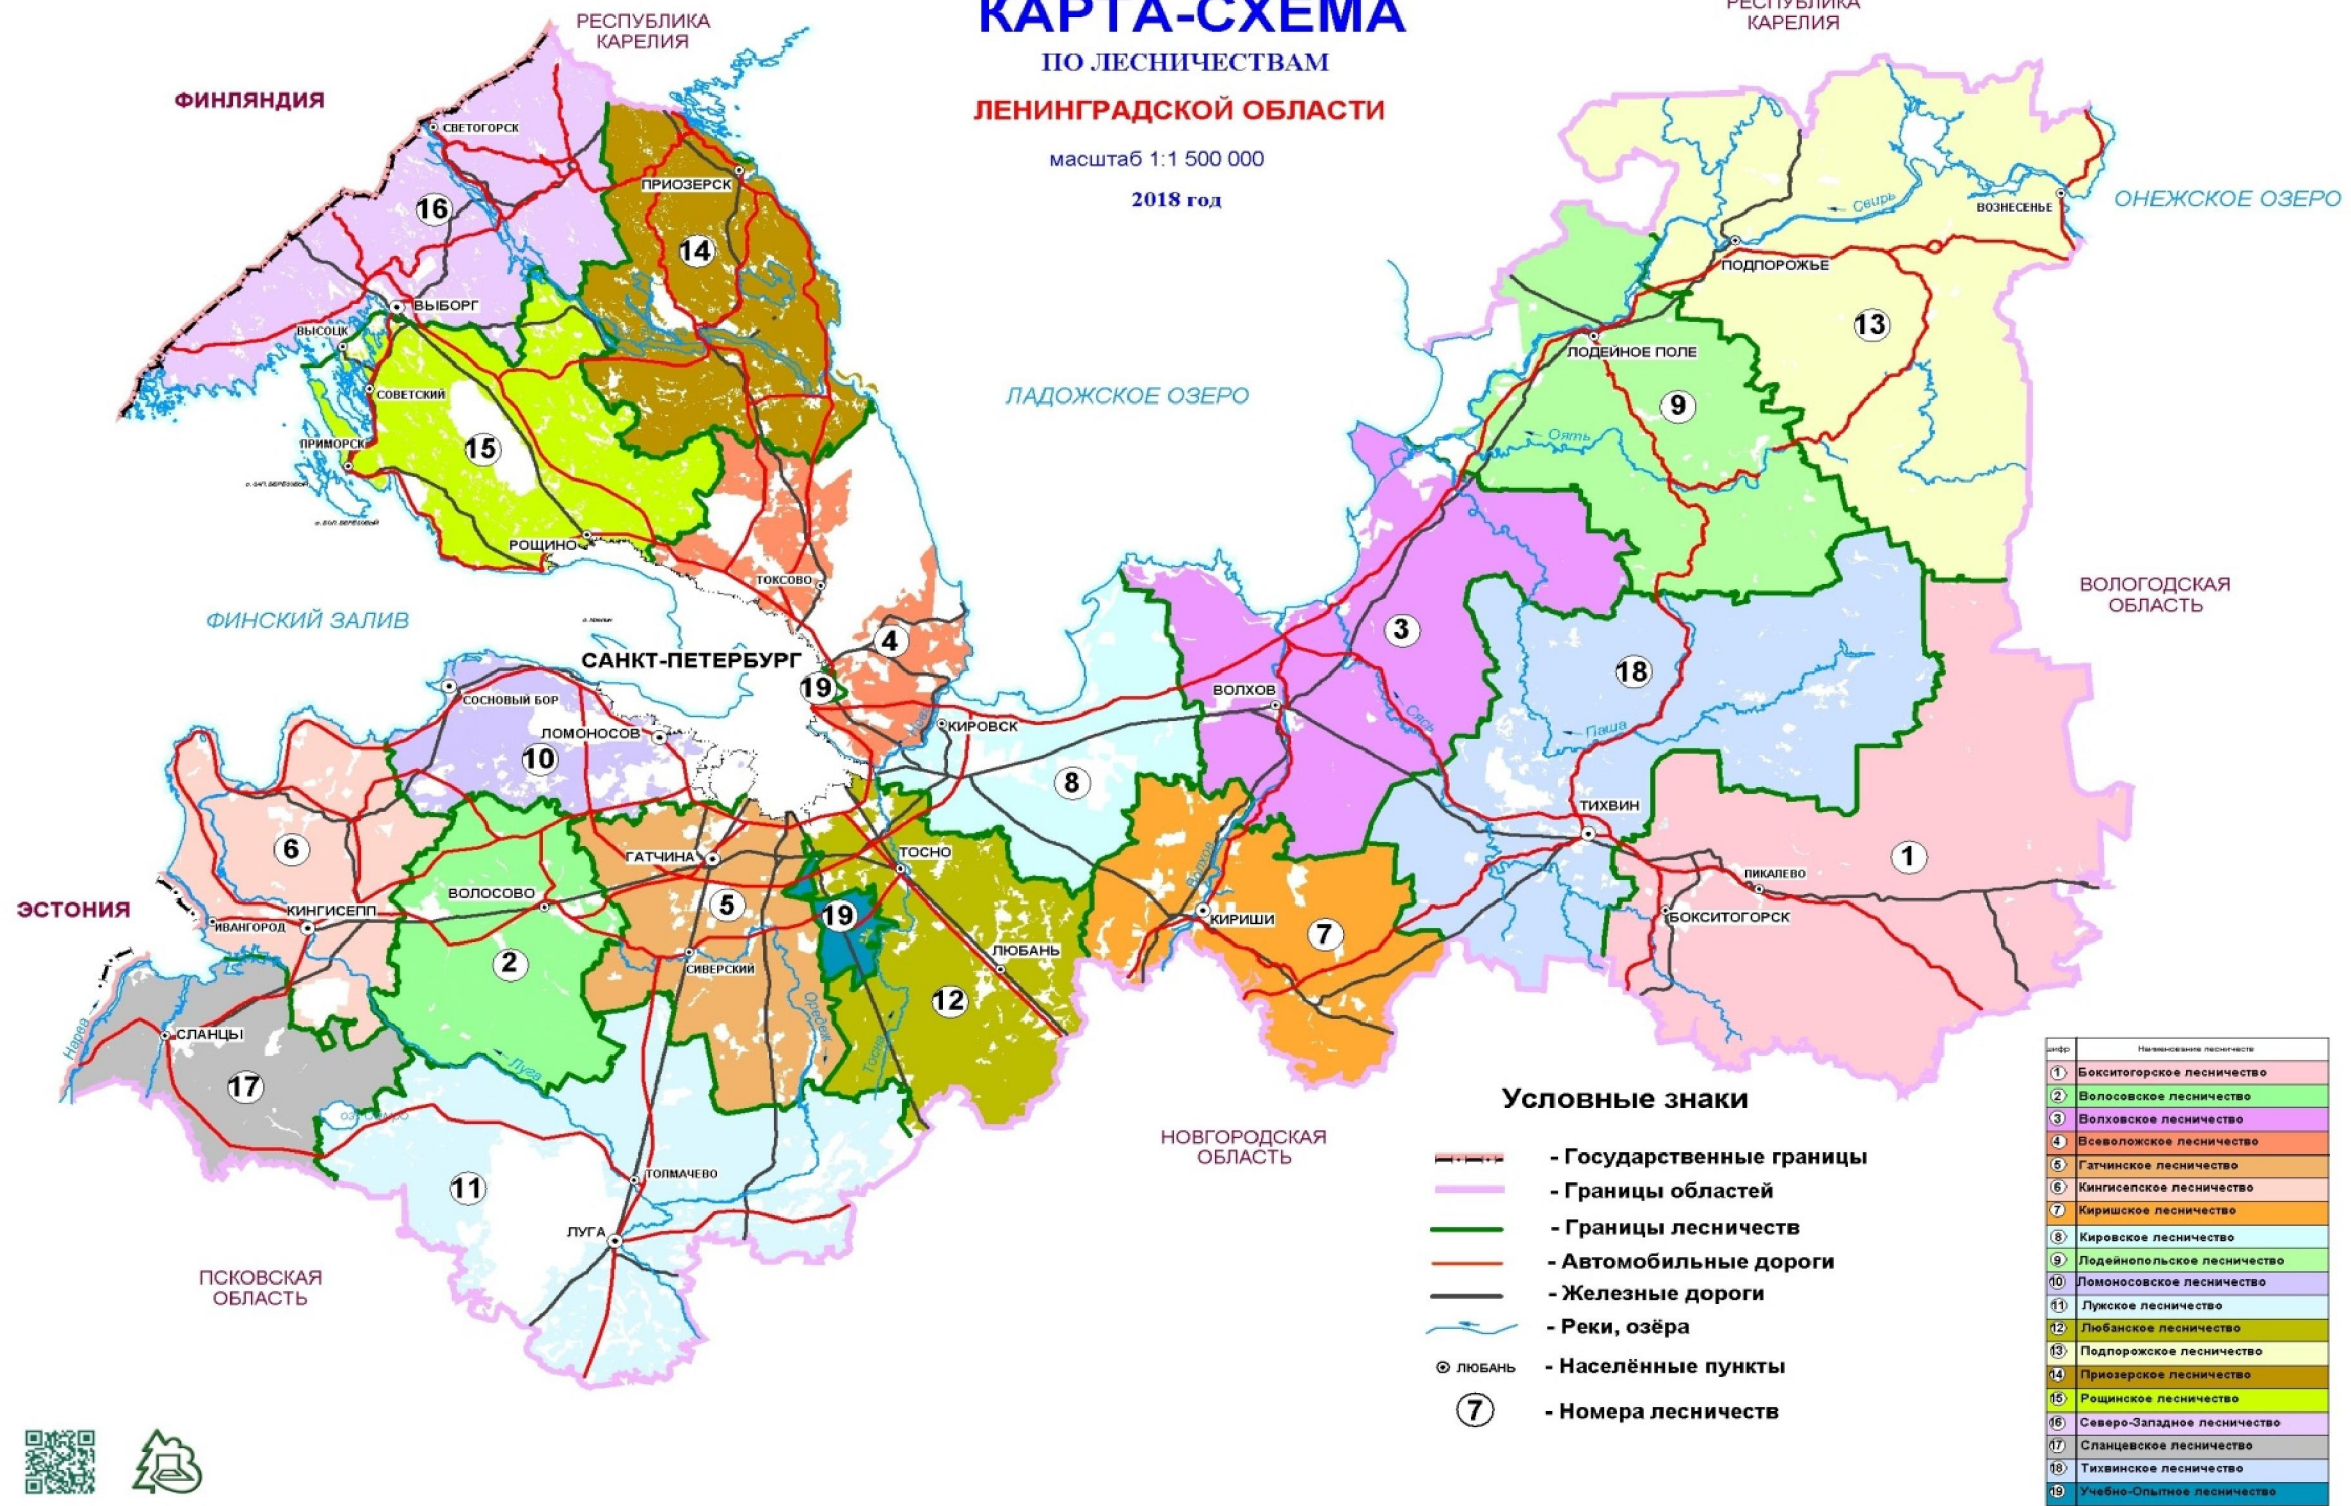 РЕСПУБЛИКА
КАРЕЛИЯ
КАРТА-СХЕМА
ПО ЛЕСНИЧЕСТВАМ
ЛЕНИНГРАДСКОЙ ОБЛАСТИ
масштаб 1:1 500 000
2018 год
РЕСПУБЛИКА
КАРЕЛИЯ
ФИНЛЯНДИЯ
СВЕТОГОРСК
ПРИОЗЕРСК
16
14
ВЫБОРГ
ВЫСОЦК
СОВЕТСКИЙ
ПРИМОРСК
15
РОЩИНО
ТОКСОВО
ОНЕЖСКОЕ ОЗЕРО
ВОЗНЕСЕНЬЕ
Свирь
ПОДПОРОЖЬЕ
13
ЛОДЕЙНОЕ ПОЛЕ
9
Оять
ЛАДОЖСКОЕ ОЗЕРО
ВОЛОГОДСКАЯ
ОБЛАСТЬ
ФИНСКИЙ ЗАЛИВ
САНКТ-ПЕТЕРБУРГ
4
19
3
18
СОСНОВЫЙ БОР
ЛОМОНОСОВ
10
КИРОВСК
ВОЛХОВ
Сясь
Паша
8
ТИХВИН
6
ГАТЧИНА
ТОСНО
1
ПИКАЛЕВО
ВОЛОСОВО
5
19
Волхов
КИРИШИ
7
БОКСИТОГОРСК
ЭСТОНИЯ
КИНГИСЕПП
ИВАНГОРОД
2
СИВЕРСКИЙ
ЛЮБАНЬ
12
Оредеж
Тосна
Нарва
СЛАНЦЫ
17
Луга
11
ТОЛМАЧЕВО
ЛУГА
ПСКОВСКАЯ
ОБЛАСТЬ
НОВГОРОДСКАЯ
ОБЛАСТЬ
Условные знаки
- Государственные границы
- Границы областей
- Границы лесничеств
- Автомобильные дороги
- Железные дороги
- Реки, озёра
ЛЮБАНЬ - Населённые пункты
7 - Номера лесничеств
шифр Наименование лесничеств
1 Бокситогорское лесничество
2 Волосовское лесничество
3 Волховское лесничество
4 Всеволожское лесничество
5 Гатчинское лесничество
6 Кингисепское лесничество
7 Киришское лесничество
8 Кировское лесничество
9 Лодейнопольское лесничество
10 Ломоносовское лесничество
11 Лужское лесничество
12 Любанское лесничество
13 Подпорожское лесничество
14 Приозерское лесничество
15 Рощинское лесничество
16 Северо-Западное лесничество
17 Сланцевское лесничество
18 Тихвинское лесничество
19 Учебно-Опытное лесничество